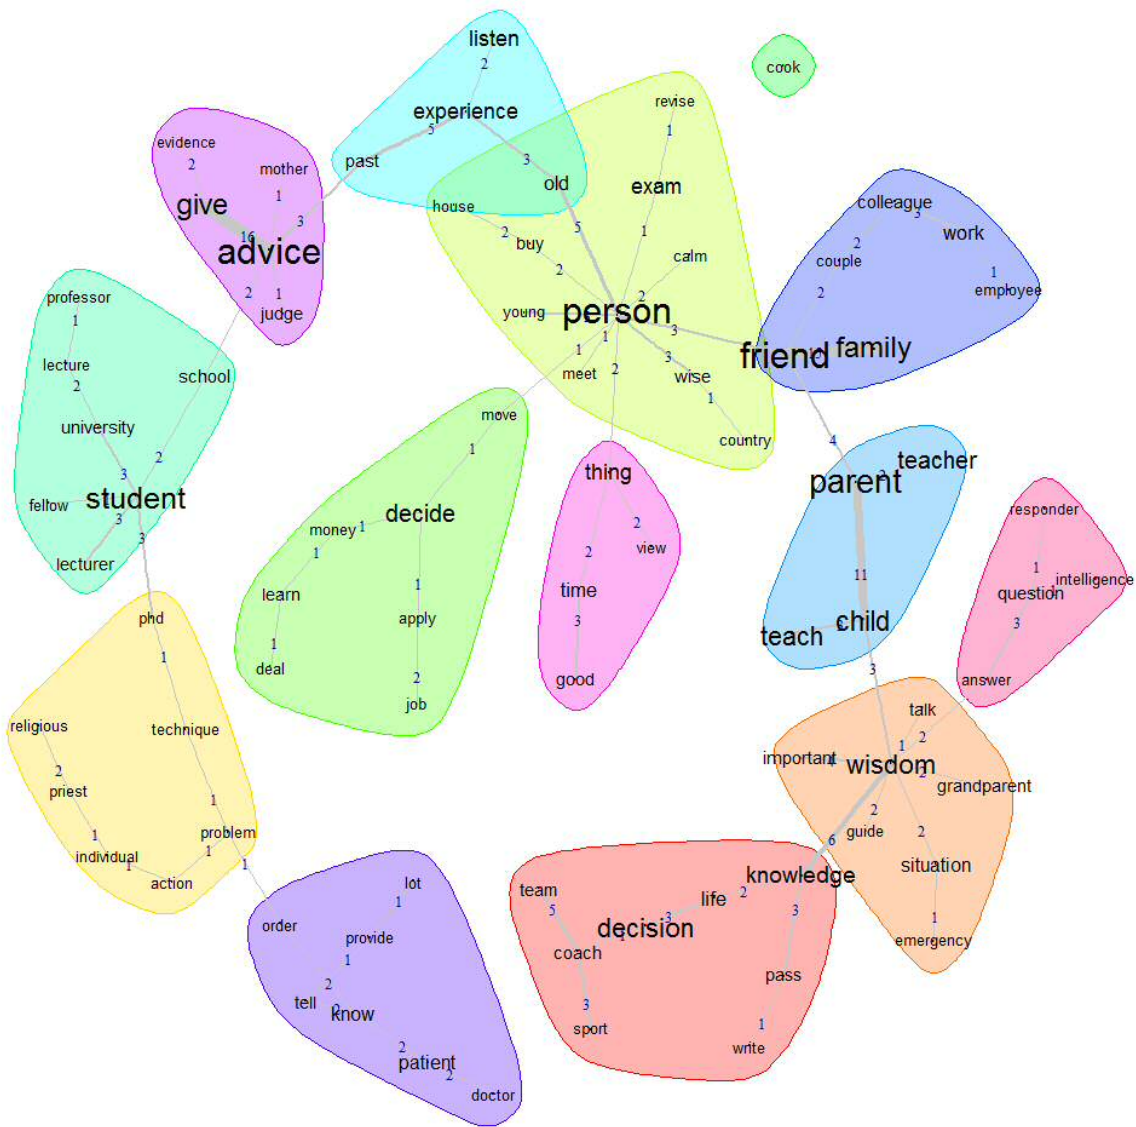 listen
2
experience
5
past
3
old
cook
revise
1
exam
1
evidence
2
mother
1
give
16
3
advice
2
1
judge
house
2
buy
5
2
calm
2
young
person
1
1
meet
2
3
3
wise
1
country
colleague
3
work
2
couple
1
employee
2
friend
family
professor
1
lecture
2
school
university
3
2
fellow
student
3
3
lecturer
move
1
decide
money
1
1
learn
1
deal
1
apply
2
job
thing
2
view
2
time
3
good
4
teacher
parent
11
child
teach
3
responder
1
intelligence
question
3
answer
phd
1
technique
religious
2
priest
1
individual
1
action
1
problem
1
1
talk
2
1
important
4
wisdom
2
grandparent
2
guide
2
situation
1
emergency
6
knowledge
team
5
life
2
3
decision
coach
3
sport
3
pass
1
write
order
lot
1
provide
1
2
tell
know
2
patient
2
doctor